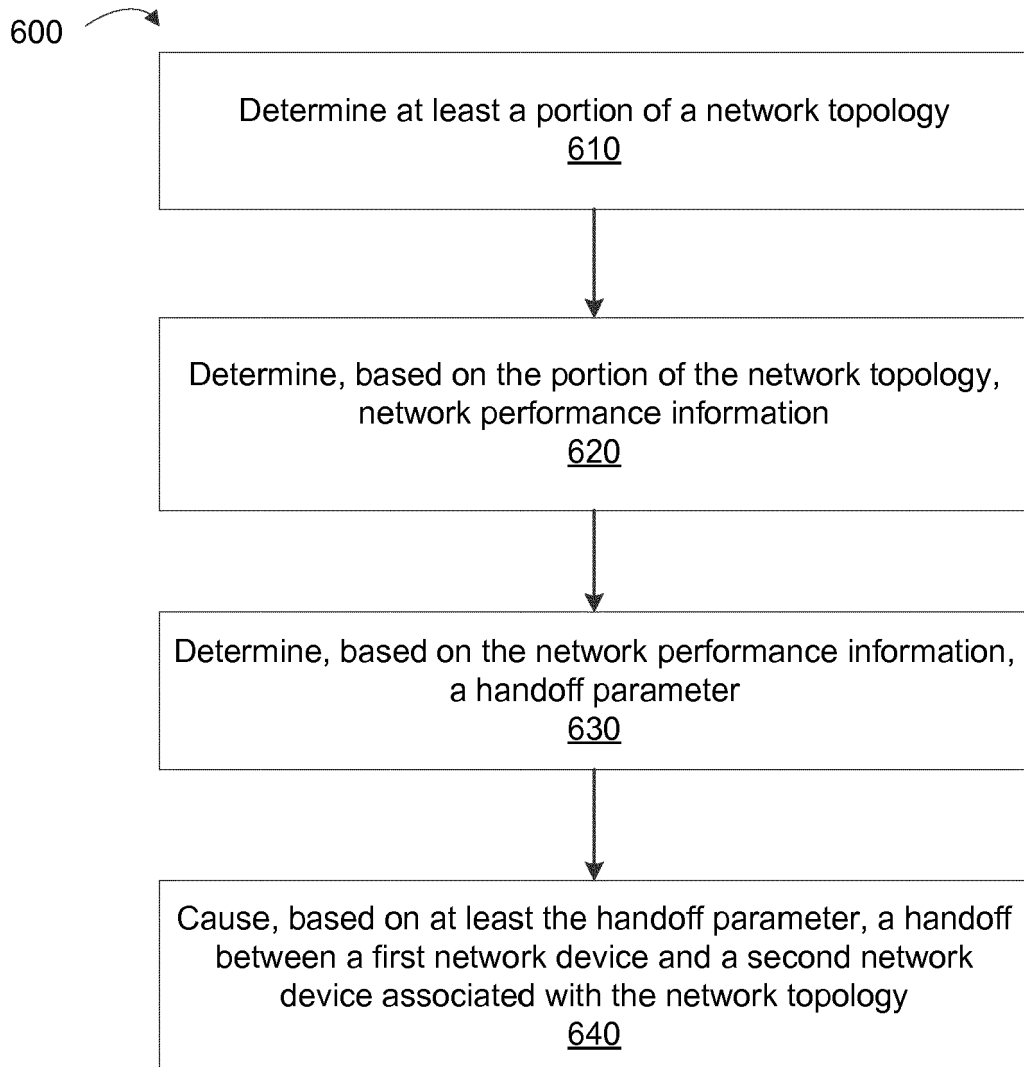 600
Determine at least a portion of a network topology
610
Determine, based on the portion of the network topology,
network performance information
620
Determine, based on the network performance information,
a handoff parameter
630
Cause, based on at least the handoff parameter, a handoff
between a first network device and a second network
device associated with the network topology
640